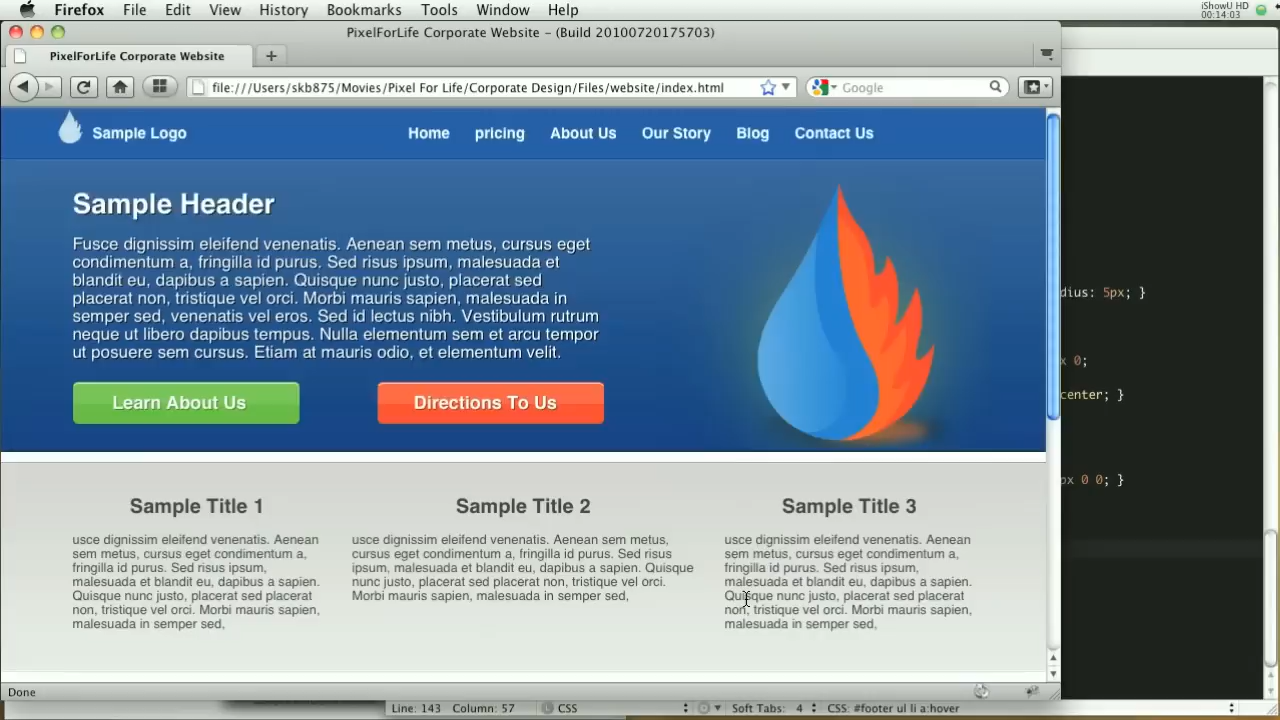 Firefox File Edit View History Bookmarks Tools Window Help
iShowU HD
00:14:03
PixelForLife Corporate Website - (Build 20100720175703)
PixelForLife Corporate Website
file:///Users/skb875/Movies/Pixel For Life/Corporate Design/Files/website/index.html
Google
Sample Logo
Home pricing About Us Our Story Blog Contact Us
Sample Header
Fusce dignissim eleifend venenatis. Aenean sem metus, cursus eget
condimentum a, fringilla id purus. Sed risus ipsum, malesuada et
blandit eu, dapibus a sapien. Quisque nunc justo, placerat sed
placerat non, tristique vel orci. Morbi mauris sapien, malesuada in
semper sed, venenatis vel eros. Sed id lectus nibh. Vestibulum rutrum
neque ut libero dapibus tempus. Nulla elementum sem et arcu tempor
ut posuere sem cursus. Etiam at mauris odio, et elementum velit.
Learn About Us
Directions To Us
dius: 5px; }
x 0;
center; }
px 0 0; }
Sample Title 1
usce dignissim eleifend venenatis. Aenean
sem metus, cursus eget condimentum a,
fringilla id purus. Sed risus ipsum,
malesuada et blandit eu, dapibus a sapien.
Quisque nunc justo, placerat sed placerat
non, tristique vel orci. Morbi mauris sapien,
malesuada in semper sed,
Sample Title 2
usce dignissim eleifend venenatis. Aenean sem metus,
cursus eget condimentum a, fringilla id purus. Sed risus
ipsum, malesuada et blandit eu, dapibus a sapien. Quisque
nunc justo, placerat sed placerat non, tristique vel orci.
Morbi mauris sapien, malesuada in semper sed,
Sample Title 3
usce dignissim eleifend venenatis. Aenean
sem metus, cursus eget condimentum a,
fringilla id purus. Sed risus ipsum,
malesuada et blandit eu, dapibus a sapien.
Quisque nunc justo, placerat sed placerat
non, tristique vel orci. Morbi mauris sapien,
malesuada in semper sed,
Done
Line: 143 Column: 57 CSS Soft Tabs: 4 CSS: #footer ul li a:hover